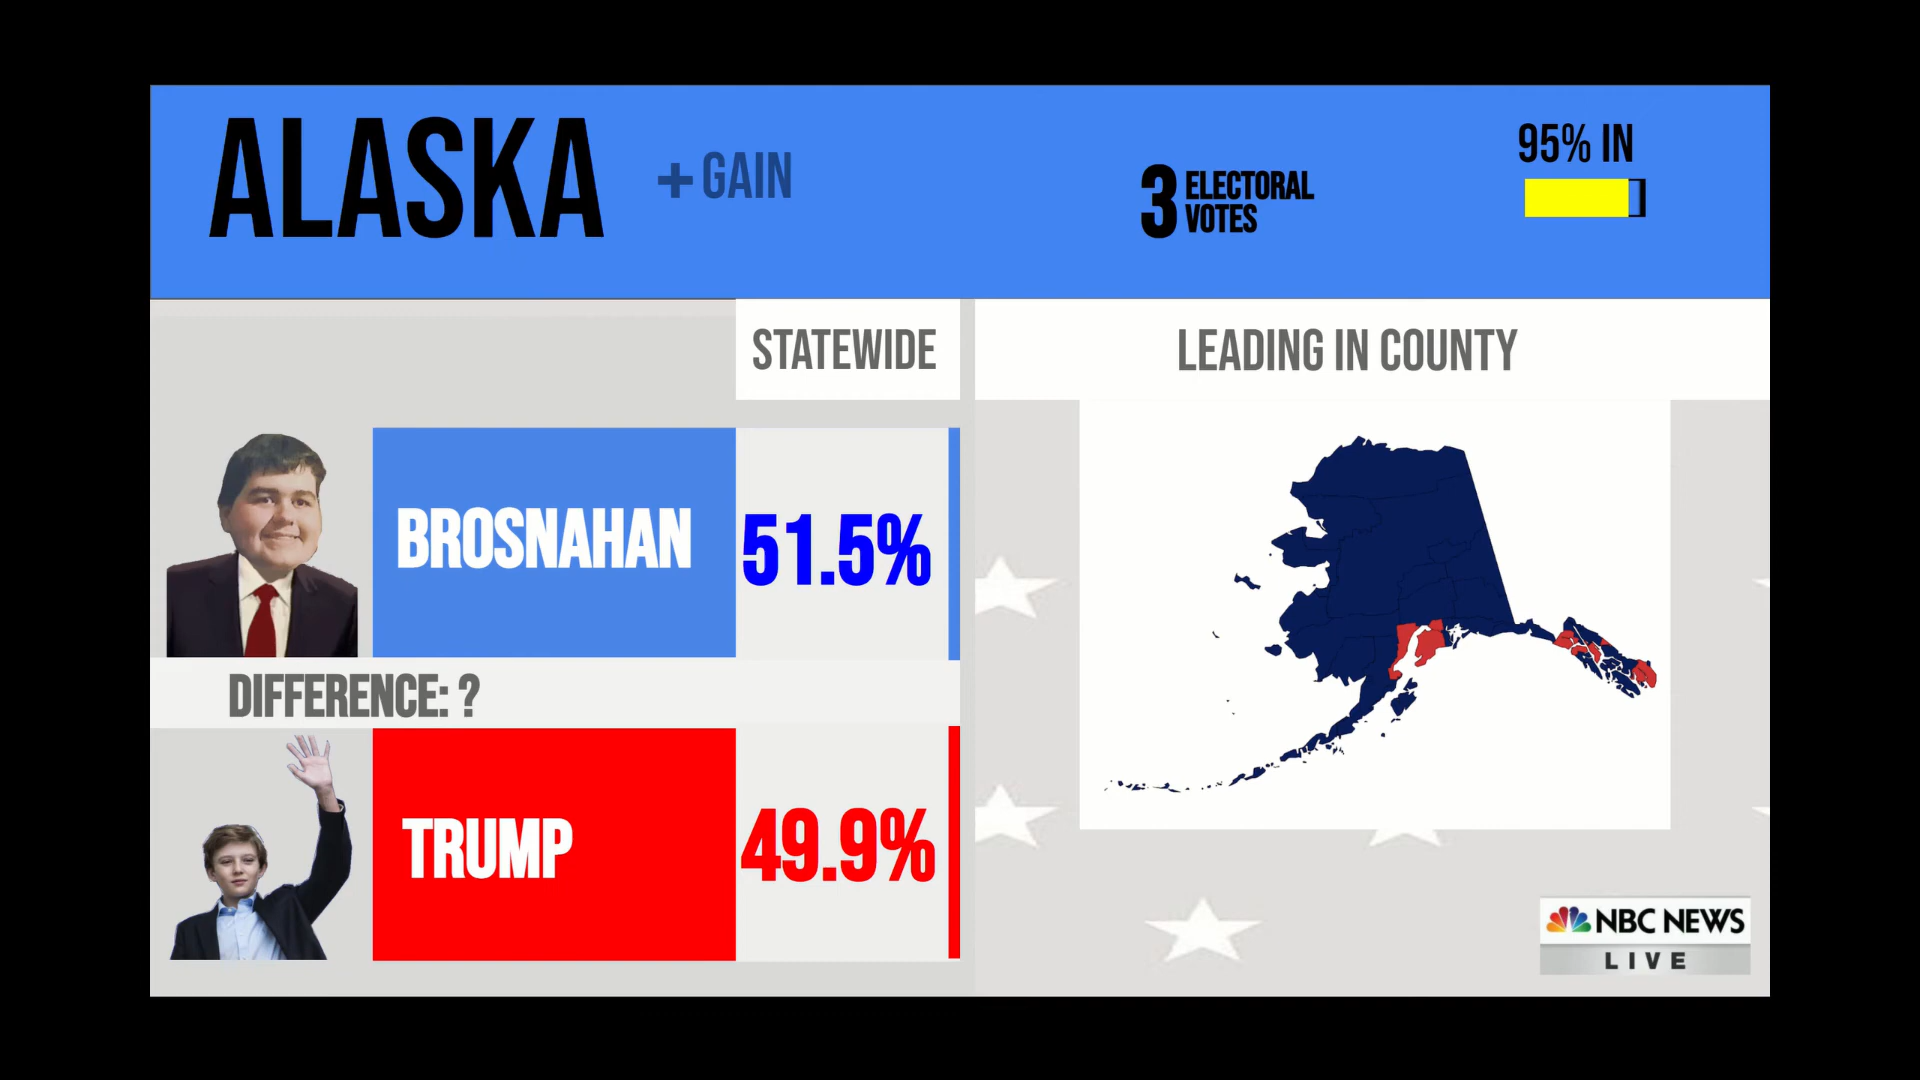 ALASKA
+ GAIN
3 ELECTORAL
VOTES
95% IN
STATEWIDE
LEADING IN COUNTY
BROSNAHAN
51.5%
DIFFERENCE: ?
TRUMP
49.9%
NBC NEWS
LIVE